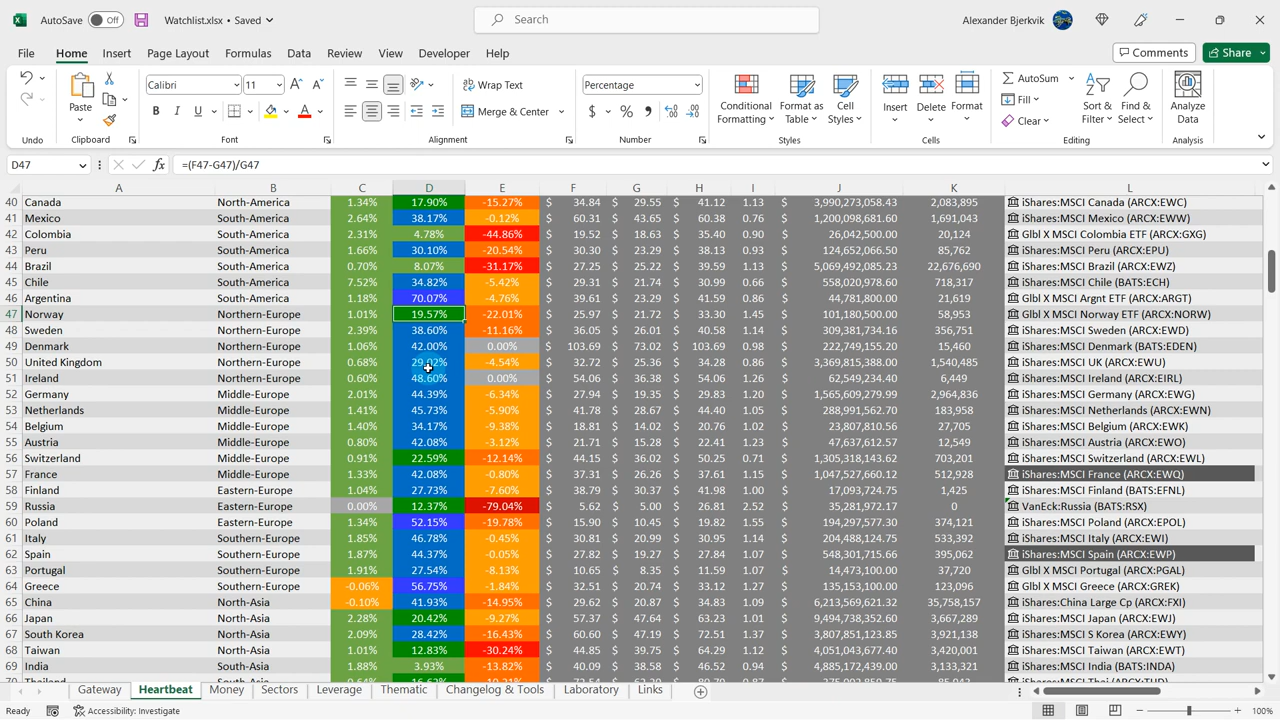 AutoSave Off Watchlist.xlsx • Saved Search Alexander Bjerkvik
File Home Insert Page Layout Formulas Data Review View Developer Help Comments Share
Calibri 11 Wrap Text Percentage AutoSum
Paste Merge & Center Conditional Formatting Format as Table Cell Styles Insert Delete Format Fill Clear Sort & Filter Find & Select Analyze Data
Undo Clipboard Font Alignment Number Styles Cells Editing Analysis
D47 fx =(F47-G47)/G47
A B C D E F G H I J K L
40 Canada North-America 1.34% 17.90% -15.27% $ 34.84 $ 29.55 $ 41.12 1.13 $ 3,990,273,058.43 2,083,895 iShares:MSCI Canada (ARCX:EWC)
41 Mexico South-America 2.64% 38.17% -0.12% $ 60.31 $ 43.65 $ 60.38 0.76 $ 1,200,098,681.60 1,691,043 iShares:MSCI Mexico (ARCX:EWW)
42 Colombia South-America 2.31% 4.78% -44.86% $ 19.52 $ 18.63 $ 35.40 0.90 $ 26,042,500.00 20,124 Glbl X MSCI Colombia ETF (ARCX:GXG)
43 Peru South-America 1.66% 30.10% -20.54% $ 30.30 $ 23.29 $ 38.13 0.93 $ 124,652,066.50 85,762 iShares:MSCI Peru (ARCX:EPU)
44 Brazil South-America 0.70% 8.07% -31.17% $ 27.25 $ 25.22 $ 39.59 1.13 $ 5,069,492,085.23 22,676,690 iShares:MSCI Brazil (ARCX:EWZ)
45 Chile South-America 7.52% 34.82% -5.42% $ 29.31 $ 21.74 $ 30.99 0.66 $ 558,020,978.60 718,317 iShares:MSCI Chile (BATS:ECH)
46 Argentina South-America 1.18% 70.07% -4.76% $ 39.61 $ 23.29 $ 41.59 0.86 $ 44,781,800.00 21,619 Glbl X MSCI Argnt ETF (ARCX:ARGT)
47 Norway Northern-Europe 1.01% 19.57% -22.01% $ 25.97 $ 21.72 $ 33.30 1.45 $ 101,180,500.00 58,953 Glbl X MSCI Norway ETF (ARCX:NORW)
48 Sweden Northern-Europe 2.39% 38.60% -11.16% $ 36.05 $ 26.01 $ 40.58 1.14 $ 309,381,734.16 356,751 iShares:MSCI Sweden (ARCX:EWD)
49 Denmark Northern-Europe 1.06% 42.00% 0.00% $ 103.69 $ 73.02 $ 103.69 0.98 $ 222,749,155.20 15,460 iShares:MSCI Denmark (BATS:EDEN)
50 United Kingdom Northern-Europe 0.68% 29.02% -4.54% $ 32.72 $ 25.36 $ 34.28 0.86 $ 3,369,815,388.00 1,540,485 iShares:MSCI UK (ARCX:EWU)
51 Ireland Northern-Europe 0.60% 48.60% 0.00% $ 54.06 $ 36.38 $ 54.06 1.26 $ 62,549,234.40 6,449 iShares:MSCI Ireland (ARCX:EIRL)
52 Germany Middle-Europe 2.01% 44.39% -6.34% $ 27.94 $ 19.35 $ 29.83 1.20 $ 1,565,609,279.98 2,964,836 iShares:MSCI Germny (ARCX:EWG)
53 Netherlands Middle-Europe 1.41% 45.73% -5.90% $ 41.78 $ 28.67 $ 44.40 1.05 $ 288,991,562.70 183,958 iShares:MSCI Nethrlands (ARCX:EWN)
54 Belgium Middle-Europe 1.40% 34.17% -9.38% $ 18.81 $ 14.02 $ 20.76 1.02 $ 23,807,810.56 27,705 iShares:MSCI Belgium (ARCX:EWK)
55 Austria Middle-Europe 0.80% 42.08% -3.12% $ 21.71 $ 15.28 $ 22.41 1.23 $ 47,637,612.57 12,549 iShares:MSCI Austria (ARCX:EWO)
56 Switzerland Middle-Europe 0.91% 22.59% -12.14% $ 44.15 $ 36.02 $ 50.25 0.71 $ 1,305,318,143.62 703,201 iShares:MSCI Switzerland (ARCX:EWL)
57 France Middle-Europe 1.33% 42.08% -0.80% $ 37.31 $ 26.26 $ 37.61 1.15 $ 1,047,527,660.12 512,928 iShares:MSCI France (ARCX:EWQ)
58 Finland Eastern-Europe 1.04% 27.73% -7.60% $ 38.79 $ 30.37 $ 41.98 1.00 $ 17,093,724.75 1,425 iShares:MSCI Finland (BATS:EFNL)
59 Russia Eastern-Europe 0.00% 12.37% -79.04% $ 5.62 $ 5.00 $ 26.81 2.52 $ 35,281,972.17 0 VanEck:Russia (BATS:RSX)
60 Poland Eastern-Europe 1.34% 52.15% -19.78% $ 15.90 $ 10.45 $ 19.82 1.55 $ 194,297,577.30 374,121 iShares:MSCI Poland (ARCX:EPOL)
61 Italy Southern-Europe 1.85% 46.78% -0.45% $ 30.81 $ 20.99 $ 30.95 1.14 $ 204,488,124.75 533,392 iShares:MSCI Italy (ARCX:EWI)
62 Spain Southern-Europe 1.87% 44.37% -0.05% $ 27.82 $ 19.27 $ 27.84 1.07 $ 548,301,715.66 395,062 iShares:MSCI Spain (ARCX:EWP)
63 Portugal Southern-Europe 1.91% 27.54% -8.13% $ 10.65 $ 8.35 $ 11.59 1.07 $ 14,473,100.00 37,720 Glbl X MSCI Portugal (ARCX:PGAL)
64 Greece Southern-Europe -0.06% 56.75% -1.84% $ 32.51 $ 20.74 $ 33.12 1.27 $ 135,153,100.00 123,096 Glbl X MSCI Greece (ARCX:GREK)
65 China North-Asia -0.10% 41.93% -14.95% $ 29.62 $ 20.87 $ 34.83 1.09 $ 6,213,569,621.32 35,758,157 iShares:China Large Cp (ARCX:FXI)
66 Japan North-Asia 2.28% 20.42% -9.27% $ 57.37 $ 47.64 $ 63.23 1.01 $ 9,494,738,352.60 3,667,289 iShares:MSCI Japan (ARCX:EWJ)
67 South Korea North-Asia 2.09% 28.42% -16.43% $ 60.60 $ 47.19 $ 72.51 1.37 $ 3,807,851,123.85 3,921,138 iShares:MSCI S Korea (ARCX:EWY)
68 Taiwan North-Asia 1.01% 12.83% -30.24% $ 44.85 $ 39.75 $ 64.29 1.12 $ 4,051,043,677.40 3,420,001 iShares:MSCI Taiwan (ARCX:EWT)
69 India South-Asia 1.88% 3.93% -13.82% $ 40.09 $ 38.58 $ 46.52 0.94 $ 4,885,172,439.00 3,133,321 iShares:MSCI India (BATS:INDA)
Gateway Heartbeat Money Sectors Leverage Thematic Changelog & Tools Laboratory Links
Ready Accessibility: Investigate 100%